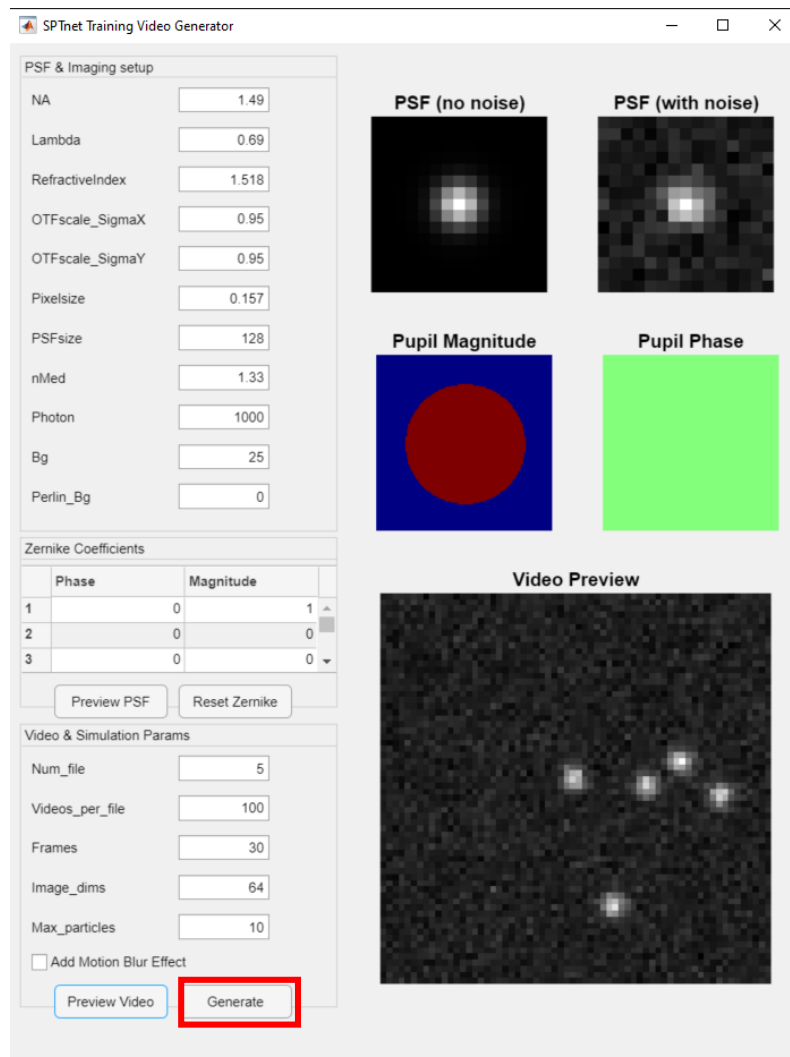 SPTnet Training Video Generator
PSF & Imaging setup
NA 1.49
Lambda 0.69
RefractiveIndex 1.518
OTFscale_SigmaX 0.95
OTFscale_SigmaY 0.95
Pixelsize 0.157
PSFsize 128
nMed 1.33
Photon 1000
Bg 25
Perlin_Bg 0
Zernike Coefficients
Phase Magnitude
1 0 1
2 0 0
3 0 0
Preview PSF Reset Zernike
Video & Simulation Params
Num_file 5
Videos_per_file 100
Frames 30
Image_dims 64
Max_particles 10
Add Motion Blur Effect
Preview Video Generate
PSF (no noise) PSF (with noise)
Pupil Magnitude Pupil Phase
Video Preview